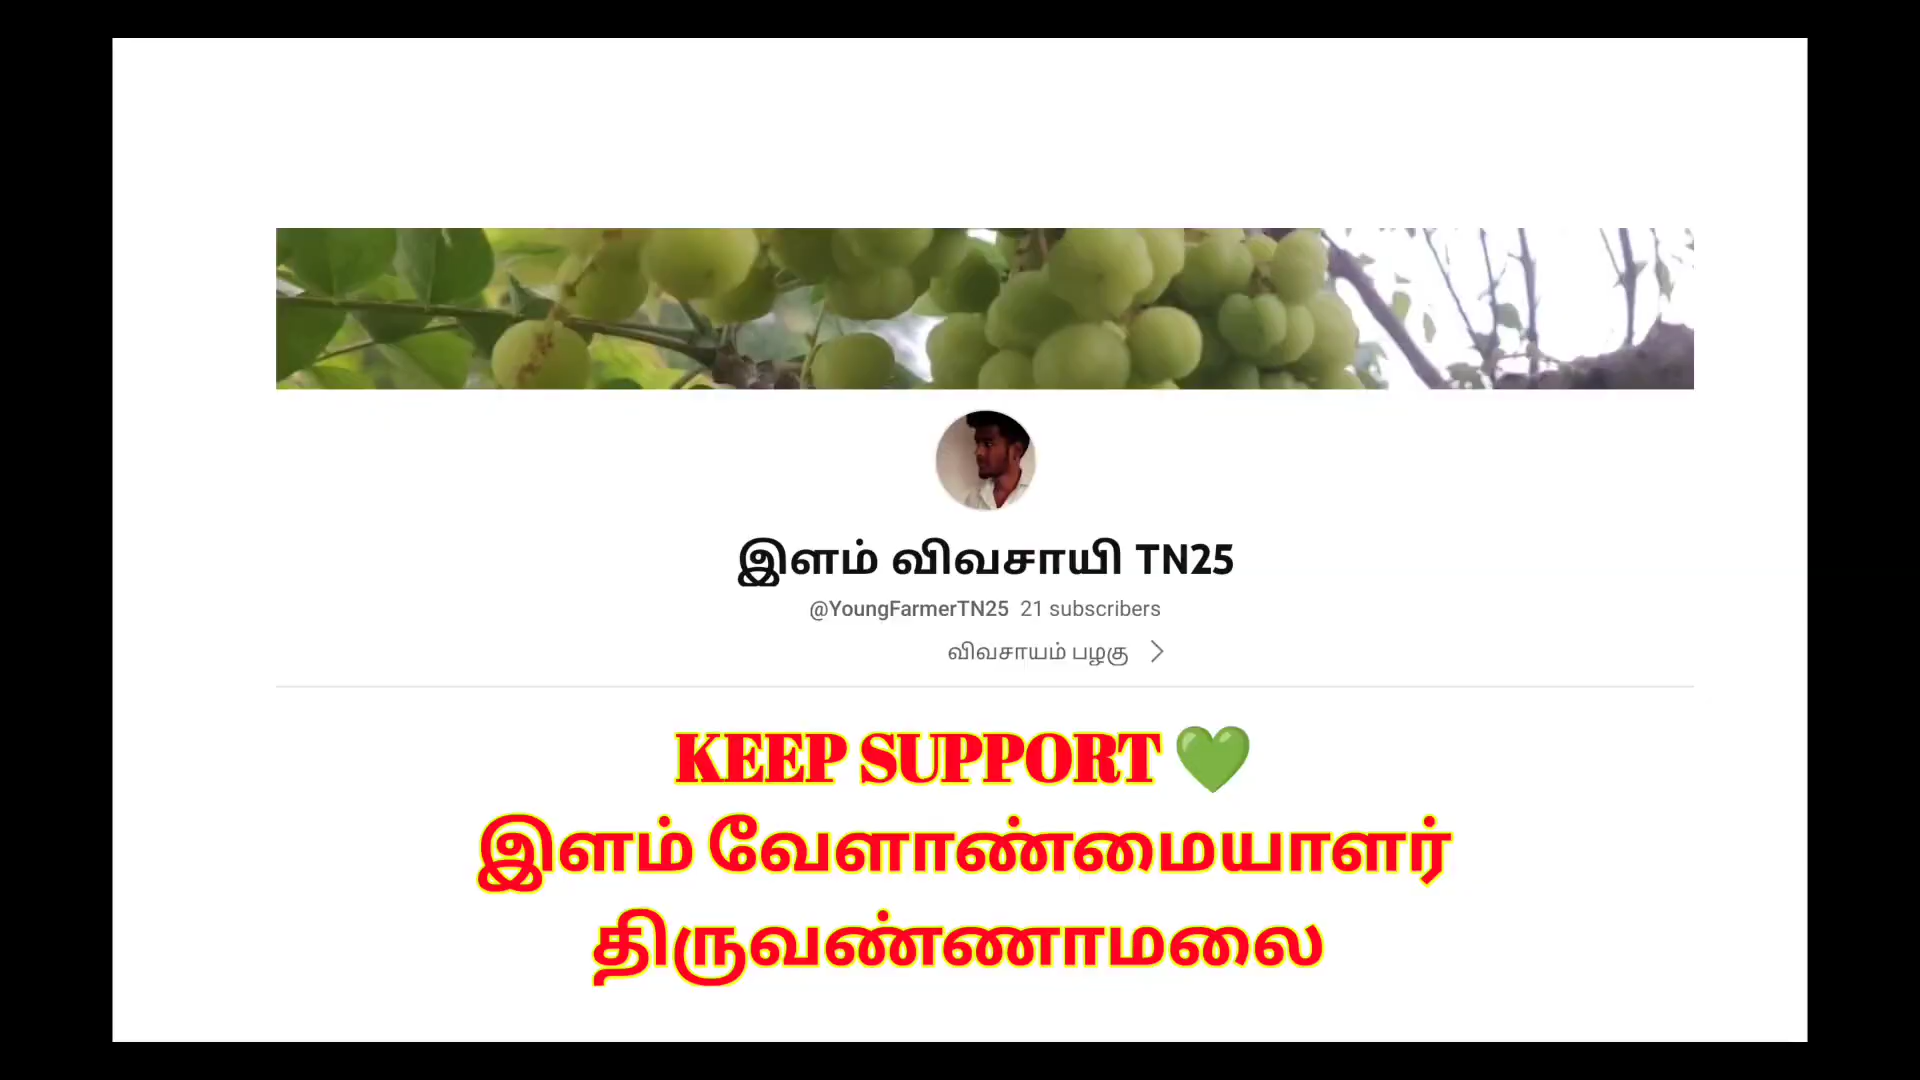 இளம் விவசாயி TN25
@YoungFarmerTN25 21 subscribers
விவசாயம் பழகு
KEEP SUPPORT 💚
இளம் வேளாண்மையாளர்
திருவண்ணாமலை